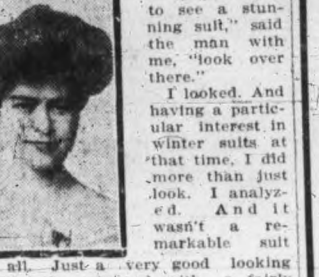 to see a stun-
ning suit," said
the man with
me, "look over
there."
I looked. And
having a partic-
ular interest in
winter suits at
that time, I did
more than just
look. I analyz-
ed. And it
wasn't a re-
markable suit
all. Just a very good looking